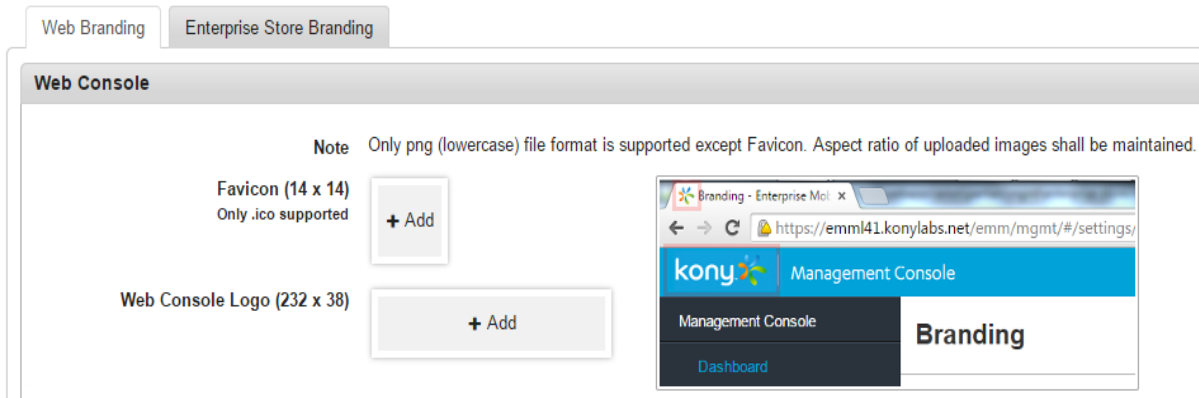 Web Branding
Enterprise Store Branding
Web Console
Note Only png (lowercase) file format is supported except Favicon. Aspect ratio of uploaded images shall be maintained.
Favicon (14 x 14)
Only .ico supported
+ Add
Branding - Enterprise Mob x
https://emml41.konylabs.net/emm/mgmt/#/settings/
kony Management Console
Web Console Logo (232 x 38)
+ Add
Management Console
Branding
Dashboard